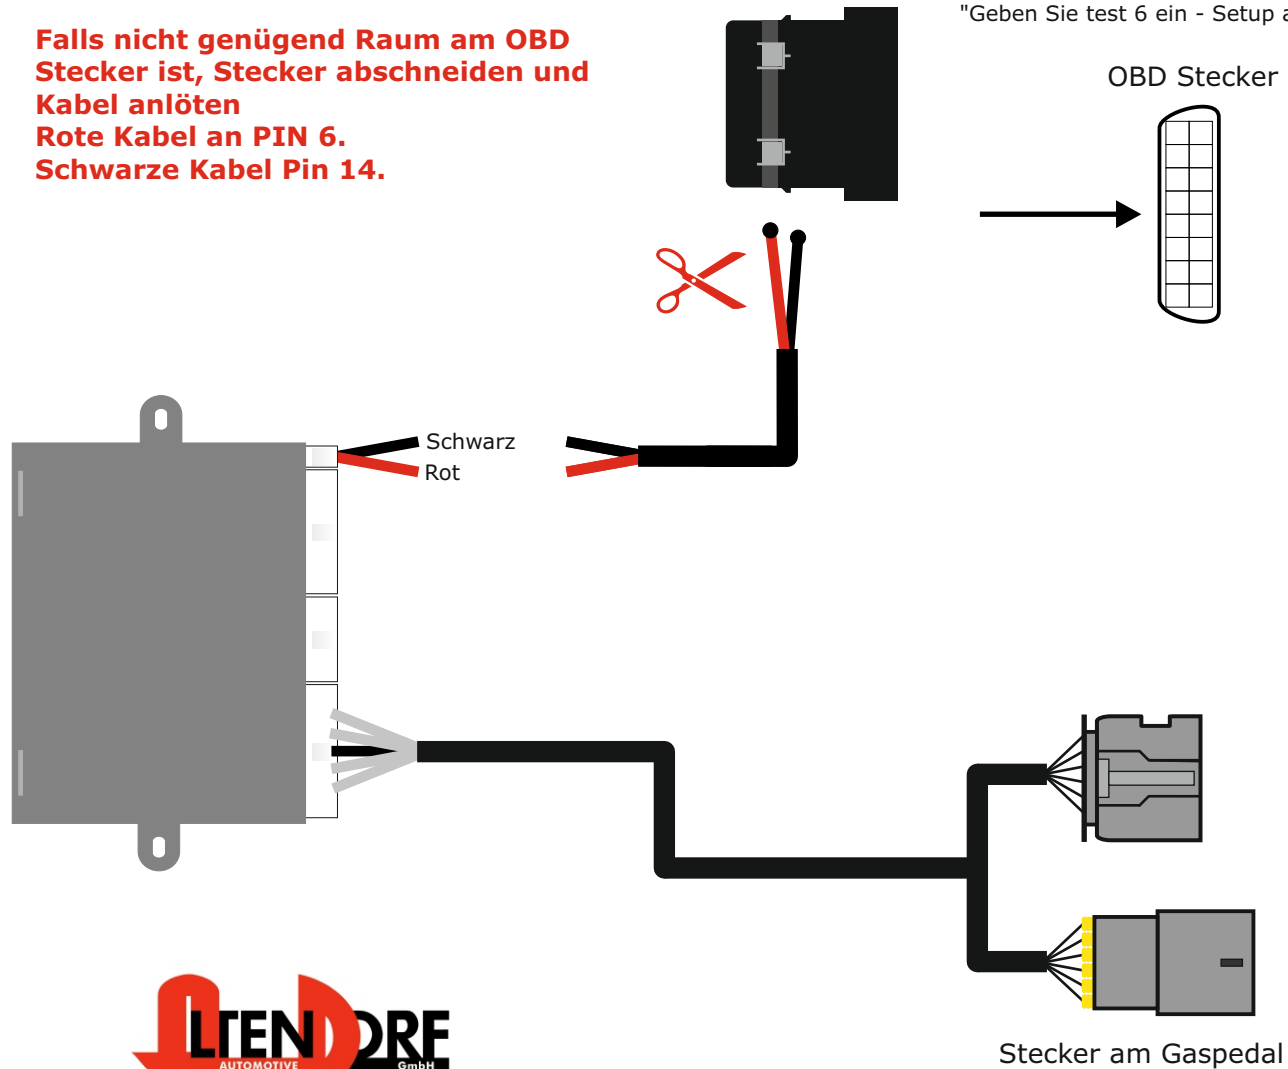 Falls nicht genügend Raum am OBD
Stecker ist, Stecker abschneiden und
Kabel anlöten
Rote Kabel an PIN 6.
Schwarze Kabel Pin 14.
"Geben Sie test 6 ein - Setup a
OBD Stecker
Schwarz
Rot
Stecker am Gaspedal
ALTENDORF
AUTOMOTIVE GmbH